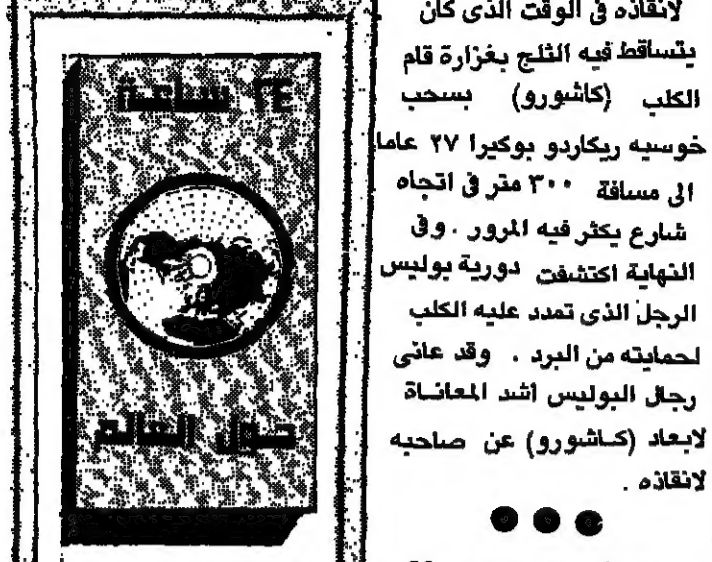 لانقاذه فى الوقت الذى كان
يتساقط فيه الثلج بغزارة قام
الكلب (كاشورو) بسحب
خوسيه ريكاردو بوكيرا ٢٧ عاما
الى مسافة ٣٠٠ متر فى اتجاه
شارع يكثر فيه المرور . وفى
النهاية اكتشفت دورية بوليس
الرجل الذى تمدد عليه الكلب
لحمايته من البرد . وقد عانى
رجال البوليس أشد المعاناة
لابعاد (كاشورو) عن صاحبه
لانقاذه .
٢٤ ساعة
حول العالم